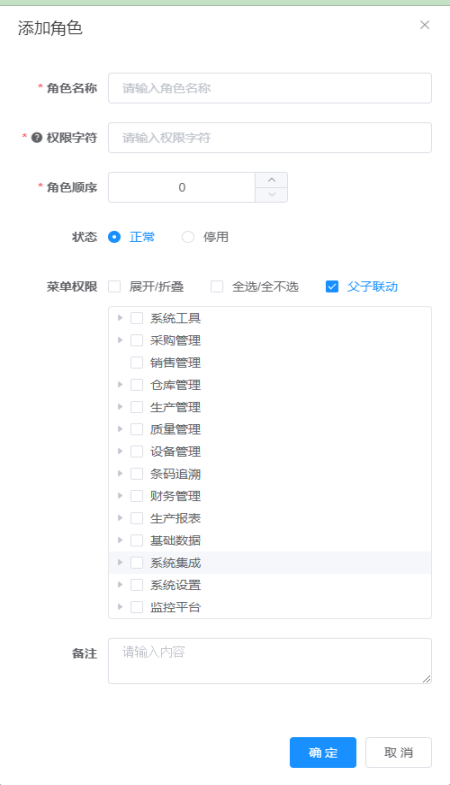 添加角色
* 角色名称 请输入角色名称
* 权限字符 请输入权限字符
* 角色顺序 0
状态 正常 停用
菜单权限 展开/折叠 全选/全不选 父子联动
系统工具
采购管理
销售管理
仓库管理
生产管理
质量管理
设备管理
条码追溯
财务管理
生产报表
基础数据
系统集成
系统设置
监控平台
备注 请输入内容
确 定 取 消